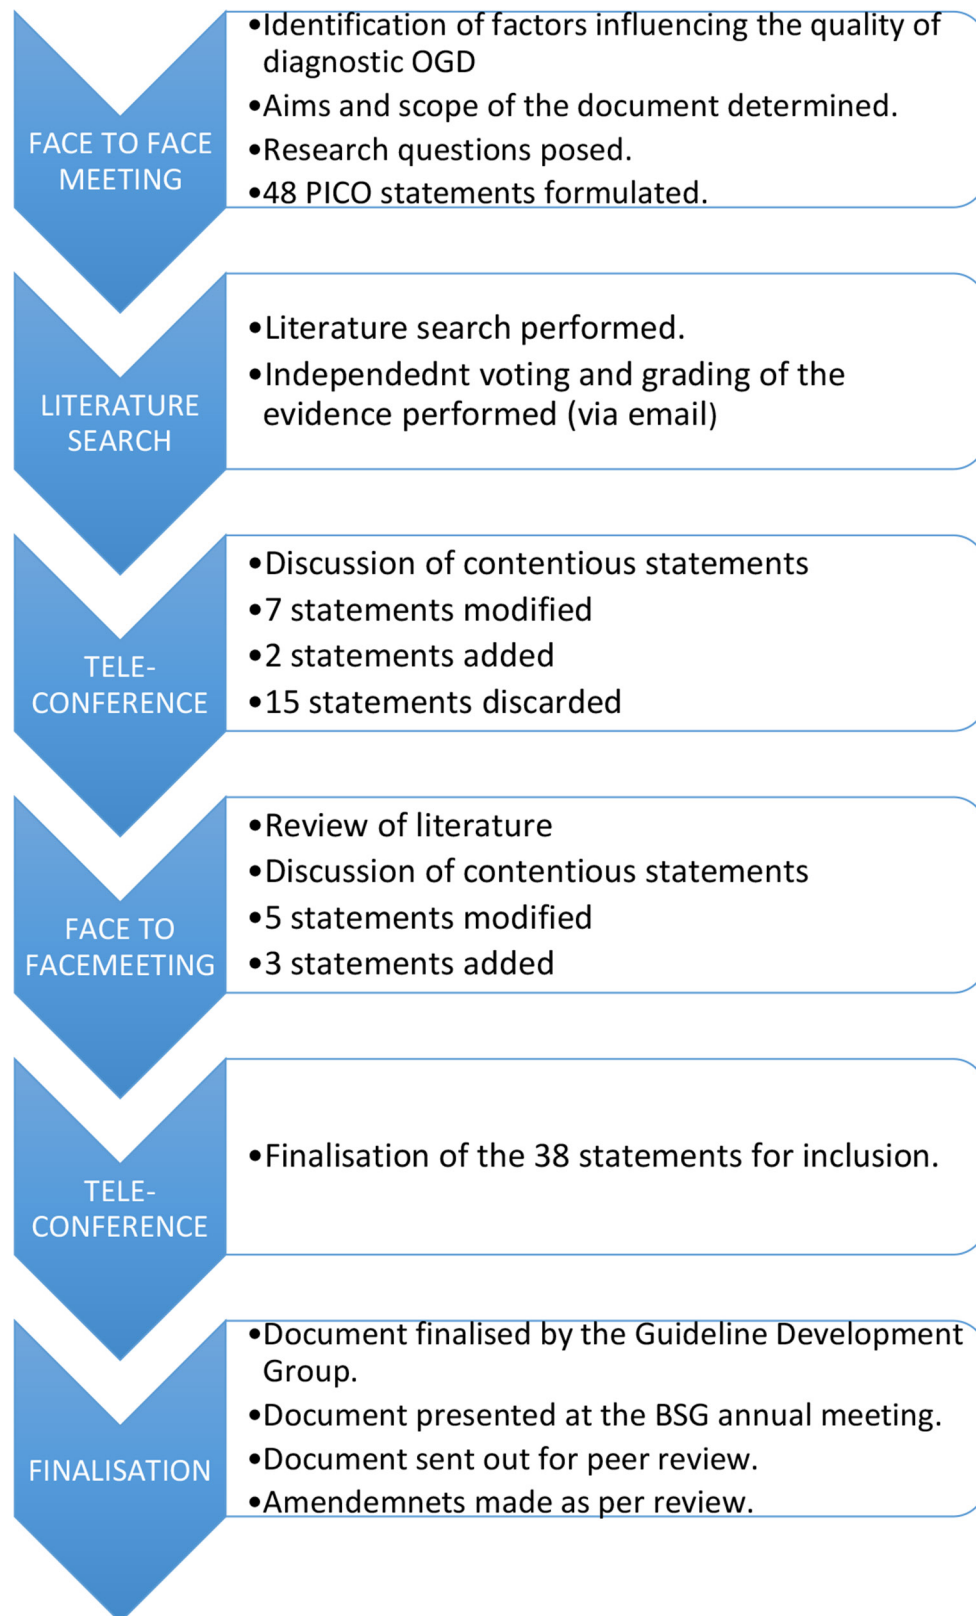 FACE TO FACE
MEETING
•Identification of factors influencing the quality of
diagnostic OGD
•Aims and scope of the document determined.
•Research questions posed.
•48 PICO statements formulated.
LITERATURE
SEARCH
•Literature search performed.
•Independednt voting and grading of the
evidence performed (via email)
TELE-
CONFERENCE
•Discussion of contentious statements
•7 statements modified
•2 statements added
•15 statements discarded
FACE TO
FACEMEETING
•Review of literature
•Discussion of contentious statements
•5 statements modified
•3 statements added
TELE-
CONFERENCE
•Finalisation of the 38 statements for inclusion.
FINALISATION
•Document finalised by the Guideline Development
Group.
•Document presented at the BSG annual meeting.
•Document sent out for peer review.
•Amendemnets made as per review.